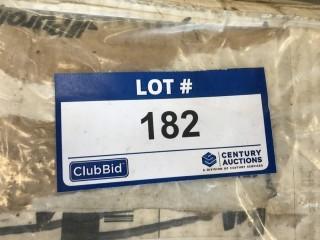 LOT #
182
ClubBid
CENTURY
AUCTIONS
A DIVISION OF CENTURY SERVICES